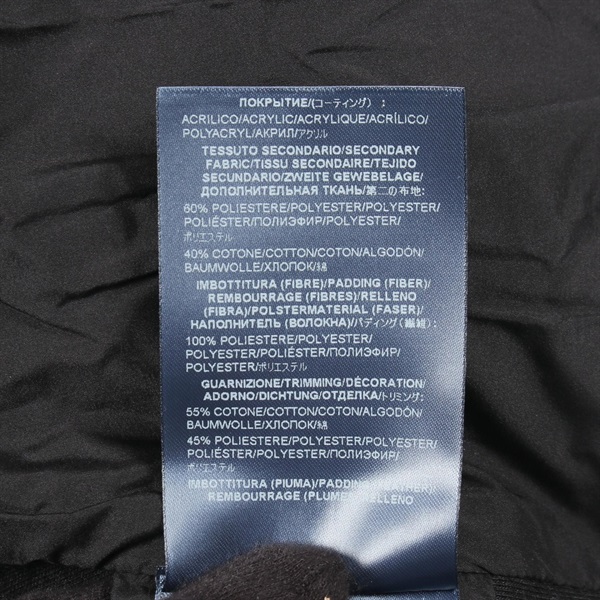 ПОКРЫТИЕ/(コーティング) :
ACRILICO/ACRYLIC/ACRYLIQUE/ACRÍLICO/
POLYACRYL/АКРИЛ/アクリル
TESSUTO SECONDARIO/SECONDARY
FABRIC/TISSU SECONDAIRE/TEJIDO
SECUNDARIO/ZWEITE GEWEBELAGE/
ДОПОЛНИТЕЛЬНАЯ ТКАНЬ/第二の布地:
60% POLIESTERE/POLYESTER/POLYESTER/
POLIÉSTER/ПОЛИЭФИР/POLYESTER/
ポリエステル
40% COTONE/COTTON/COTON/ALGODÓN/
BAUMWOLLE/ХЛОПОК/綿
IMBOTTITURA (FIBRE)/PADDING (FIBER)/
REMBOURRAGE (FIBRES)/RELLENO
(FIBRA)/POLSTERMATERIAL (FASER)/
НАПОЛНИТЕЛЬ (ВОЛОКНА)/パディング(繊維):
100% POLIESTERE/POLYESTER/
POLYESTER/POLIÉSTER/ПОЛИЭФИР/
POLYESTER/ポリエステル
GUARNIZIONE/TRIMMING/DÉCORATION/
ADORNO/DICHTUNG/ОТДЕЛКА/トリミング:
55% COTONE/COTTON/COTON/ALGODÓN/
BAUMWOLLE/ХЛОПОК/綿
45% POLIESTERE/POLYESTER/
POLYESTER/POLIÉSTER/ПОЛИЭФИР/
POLYESTER/ポリエステル
IMBOTTITURA (PIUMA)/PADDING (FEATHER)/
REMBOURRAGE (PLUME)/RELLENO